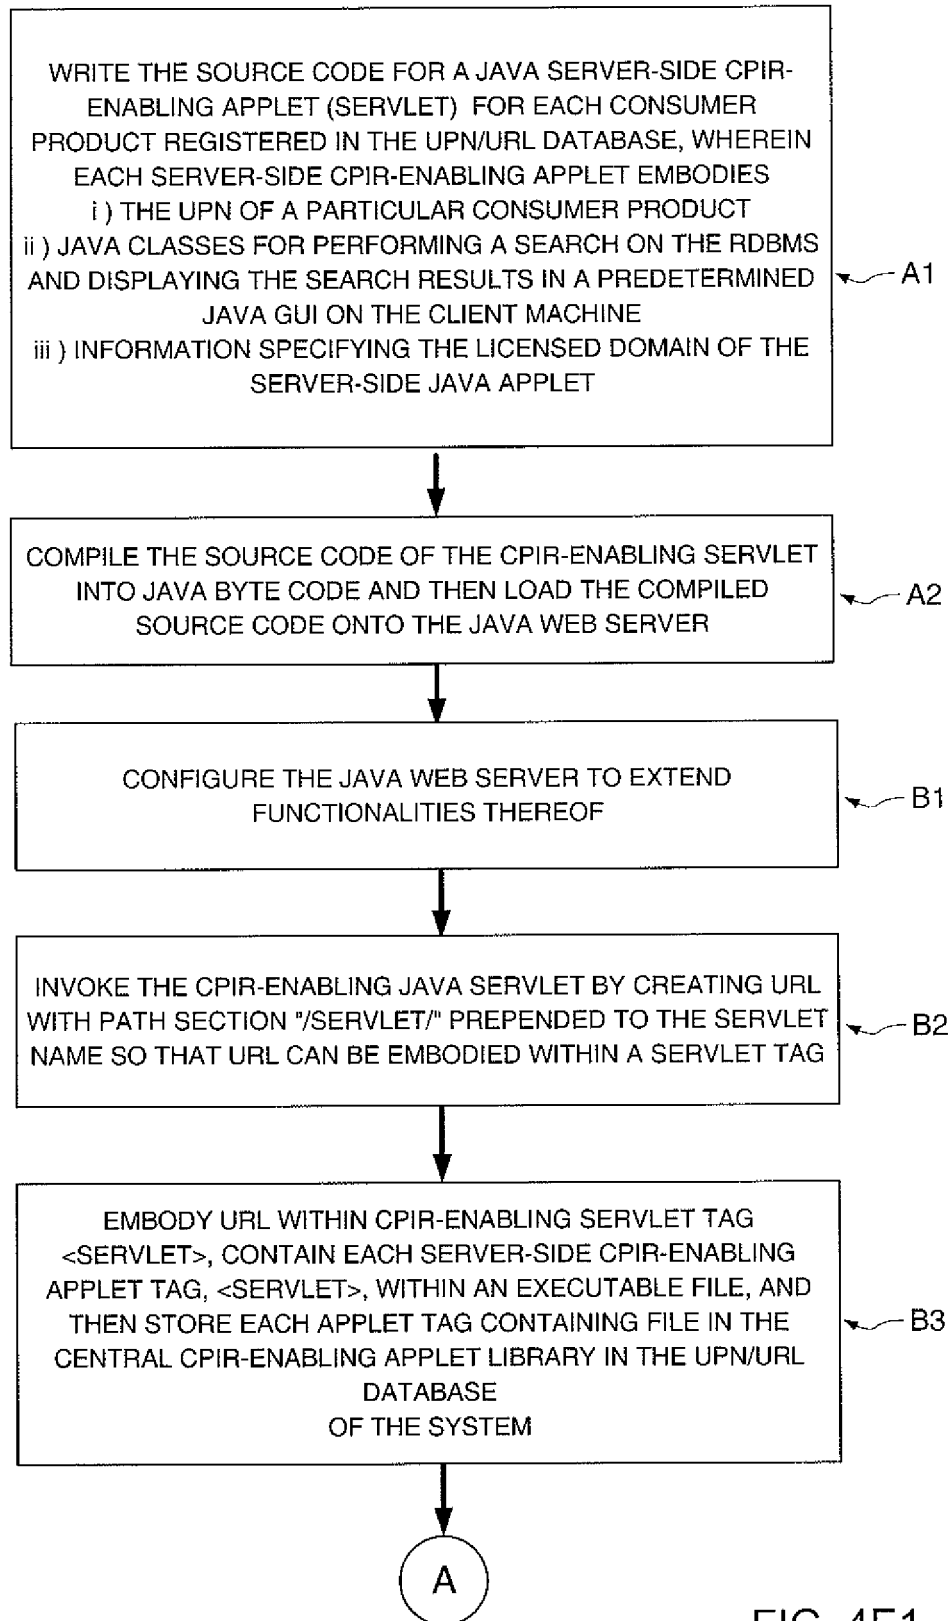 WRITE THE SOURCE CODE FOR A JAVA SERVER-SIDE CPIR-
ENABLING APPLET (SERVLET) FOR EACH CONSUMER
PRODUCT REGISTERED IN THE UPN/URL DATABASE, WHEREIN
EACH SERVER-SIDE CPIR-ENABLING APPLET EMBODIES
i ) THE UPN OF A PARTICULAR CONSUMER PRODUCT
ii ) JAVA CLASSES FOR PERFORMING A SEARCH ON THE RDBMS
AND DISPLAYING THE SEARCH RESULTS IN A PREDETERMINED
JAVA GUI ON THE CLIENT MACHINE
iii ) INFORMATION SPECIFYING THE LICENSED DOMAIN OF THE
SERVER-SIDE JAVA APPLET
A1
COMPILE THE SOURCE CODE OF THE CPIR-ENABLING SERVLET
INTO JAVA BYTE CODE AND THEN LOAD THE COMPILED
SOURCE CODE ONTO THE JAVA WEB SERVER
A2
CONFIGURE THE JAVA WEB SERVER TO EXTEND
FUNCTIONALITIES THEREOF
B1
INVOKE THE CPIR-ENABLING JAVA SERVLET BY CREATING URL
WITH PATH SECTION "/SERVLET/" PREPENDED TO THE SERVLET
NAME SO THAT URL CAN BE EMBODIED WITHIN A SERVLET TAG
B2
EMBODY URL WITHIN CPIR-ENABLING SERVLET TAG
<SERVLET>, CONTAIN EACH SERVER-SIDE CPIR-ENABLING
APPLET TAG, <SERVLET>, WITHIN AN EXECUTABLE FILE, AND
THEN STORE EACH APPLET TAG CONTAINING FILE IN THE
CENTRAL CPIR-ENABLING APPLET LIBRARY IN THE UPN/URL
DATABASE
OF THE SYSTEM
B3
A